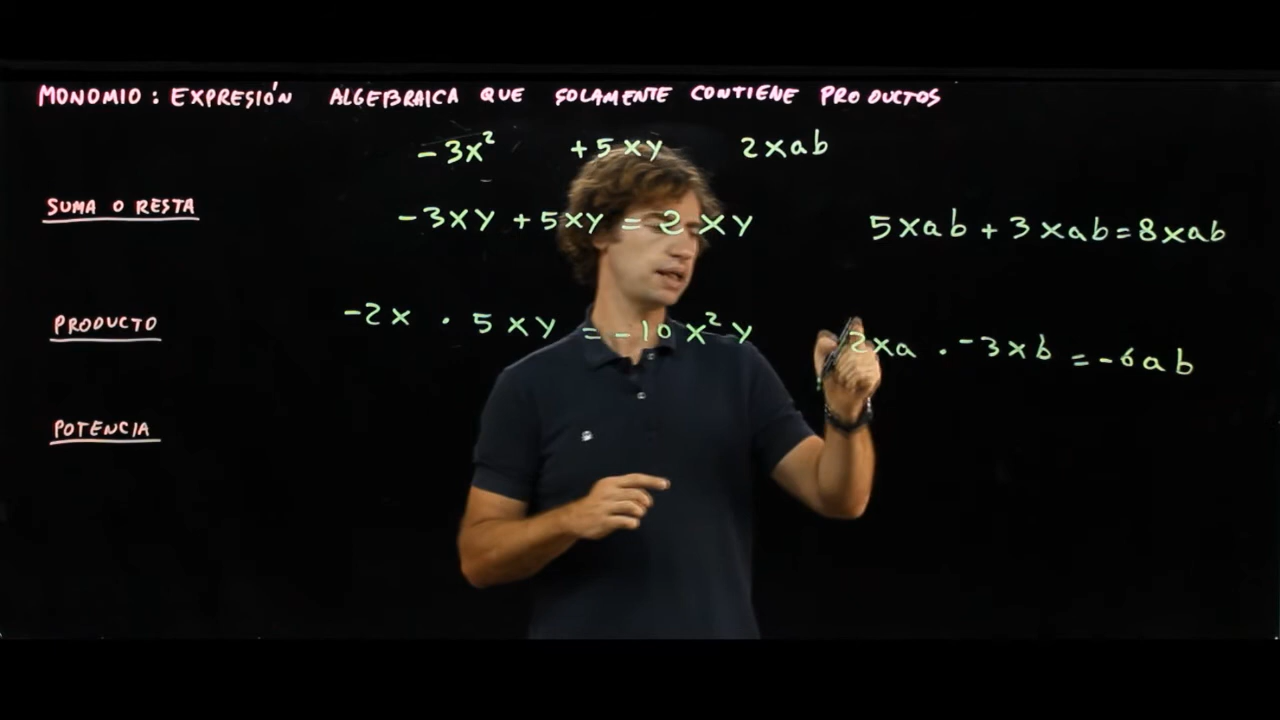 MONOMIO: EXPRESIÓN ALGEBRAICA QUE SOLAMENTE CONTIENE PRODUCTOS
-3x² +5xy 2xab
SUMA O RESTA -3xy + 5xy = 2xy 5xab + 3xab = 8xab
PRODUCTO -2x · 5xy = -10x²y 2xa · -3xb = -6ab
POTENCIA